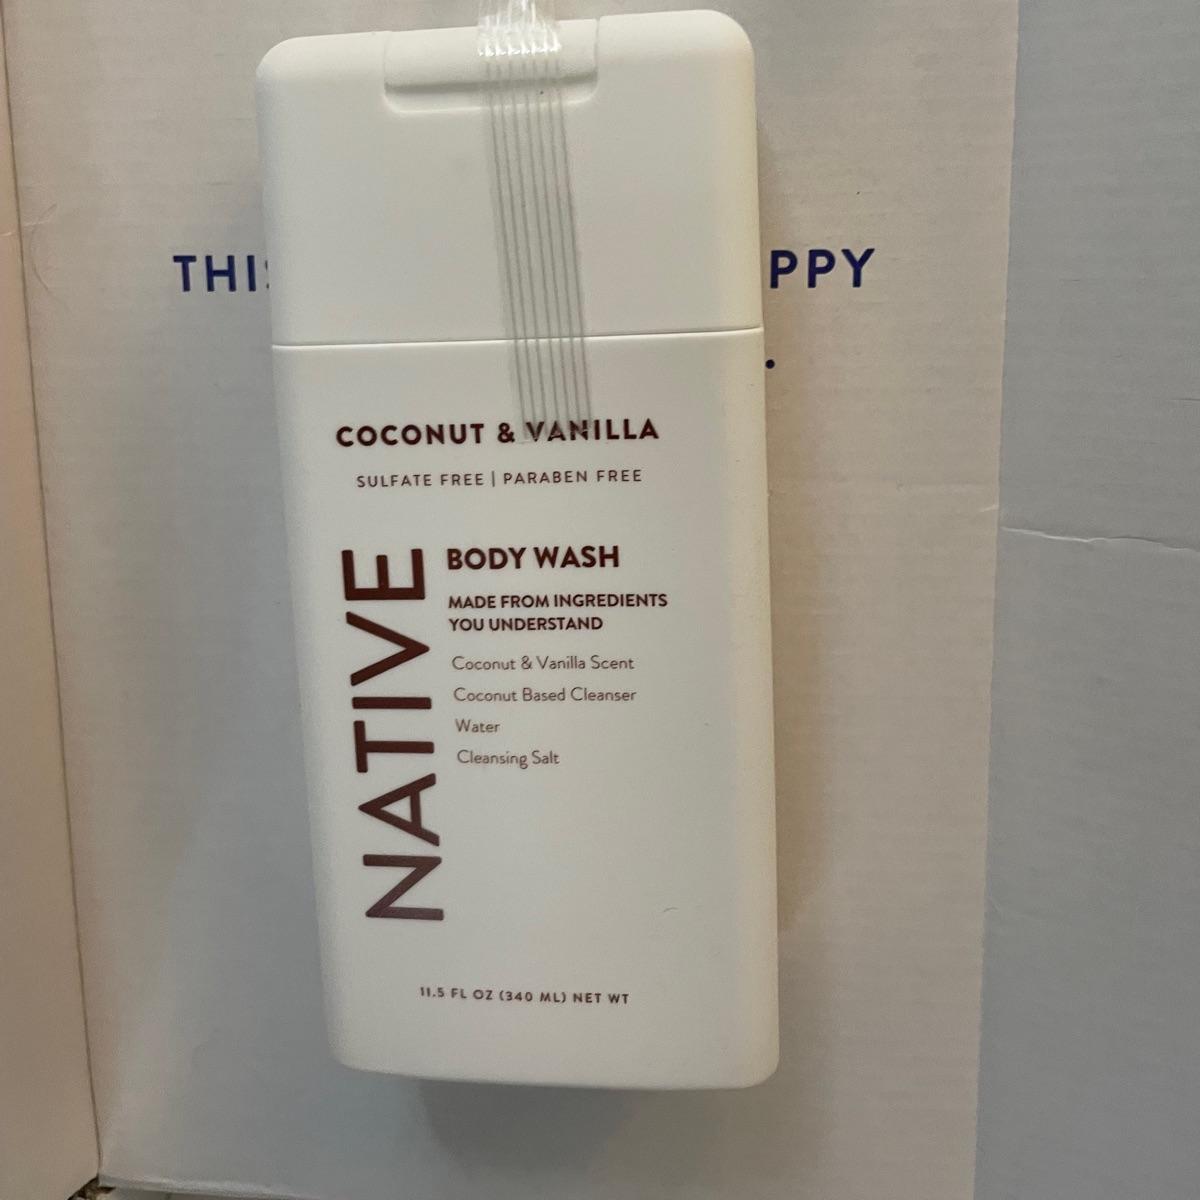 THIS
PPY
.
COCONUT & VANILLA
SULFATE FREE | PARABEN FREE
NATIVE
BODY WASH
MADE FROM INGREDIENTS
YOU UNDERSTAND
Coconut & Vanilla Scent
Coconut Based Cleanser
Water
Cleansing Salt
11.5 FL OZ (340 ML) NET WT